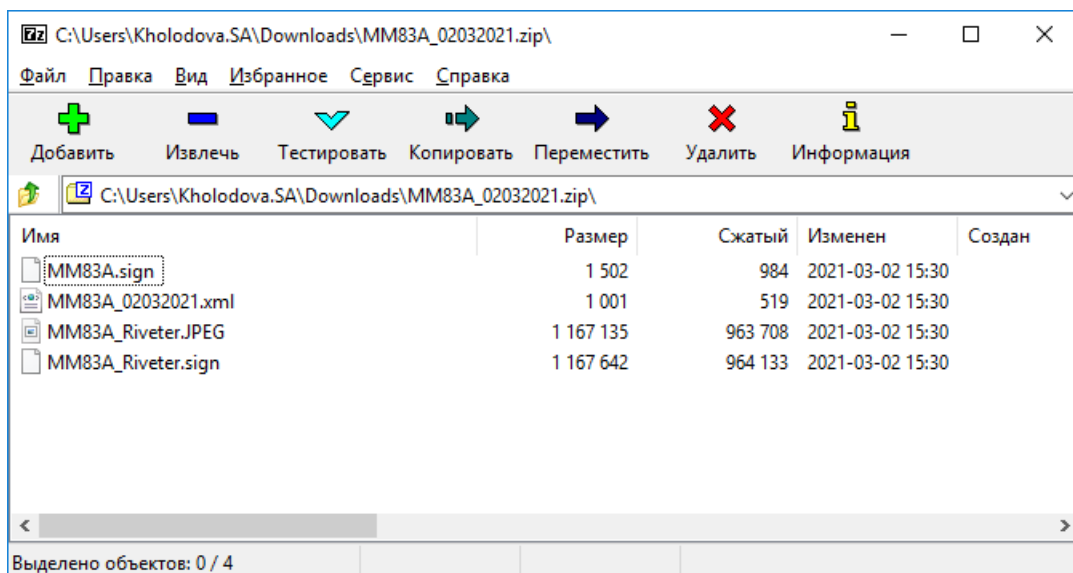 7z C:\Users\Kholodova.SA\Downloads\MM83A_02032021.zip\
Файл Правка Вид Избранное Сервис Справка
Добавить Извлечь Тестировать Копировать Переместить Удалить Информация
C:\Users\Kholodova.SA\Downloads\MM83A_02032021.zip\
Имя Размер Сжатый Изменен Создан
MM83A.sign 1 502 984 2021-03-02 15:30
MM83A_02032021.xml 1 001 519 2021-03-02 15:30
MM83A_Riveter.JPEG 1 167 135 963 708 2021-03-02 15:30
MM83A_Riveter.sign 1 167 642 964 133 2021-03-02 15:30
Выделено объектов: 0 / 4